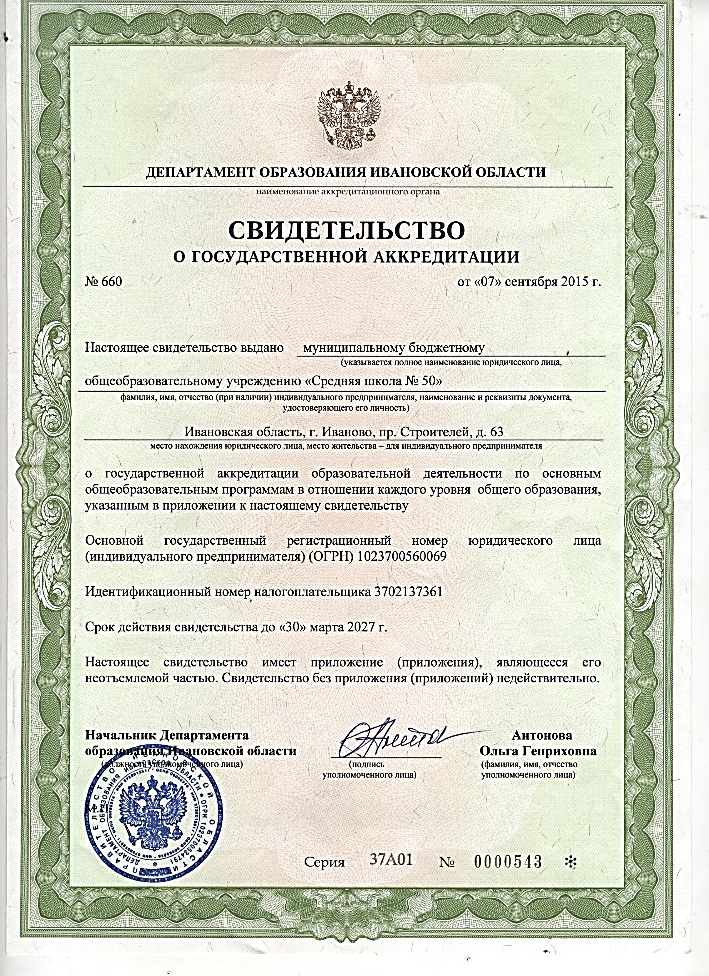 ДЕПАРТАМЕНТ ОБРАЗОВАНИЯ ИВАНОВСКОЙ ОБЛАСТИ
наименование аккредитационного органа
СВИДЕТЕЛЬСТВО
О ГОСУДАРСТВЕННОЙ АККРЕДИТАЦИИ
№ 660 от «07» сентября 2015 г.
Настоящее свидетельство выдано муниципальному бюджетному
(указывается полное наименование юридического лица,
общеобразовательному учреждению «Средняя школа № 50»
фамилия, имя, отчество (при наличии) индивидуального предпринимателя, наименование и реквизиты документа,
удостоверяющего его личность)
Ивановская область, г. Иваново, пр. Строителей, д. 63
место нахождения юридического лица, место жительства – для индивидуального предпринимателя
о государственной аккредитации образовательной деятельности по основным
общеобразовательным программам в отношении каждого уровня общего образования,
указанным в приложении к настоящему свидетельству
Основной государственный регистрационный номер юридического лица
(индивидуального предпринимателя) (ОГРН) 1023700560069
Идентификационный номер налогоплательщика 3702137361
Срок действия свидетельства до «30» марта 2027 г.
Настоящее свидетельство имеет приложение (приложения), являющееся его
неотъемлемой частью. Свидетельство без приложения (приложений) недействительно.
Начальник Департамента
образования Ивановской области
(должность уполномоченного лица)
(подпись
уполномоченного лица)
Антонова
Ольга Генриховна
(фамилия, имя, отчество
уполномоченного лица)
М.П.
Серия 37А01 № 0000543 *